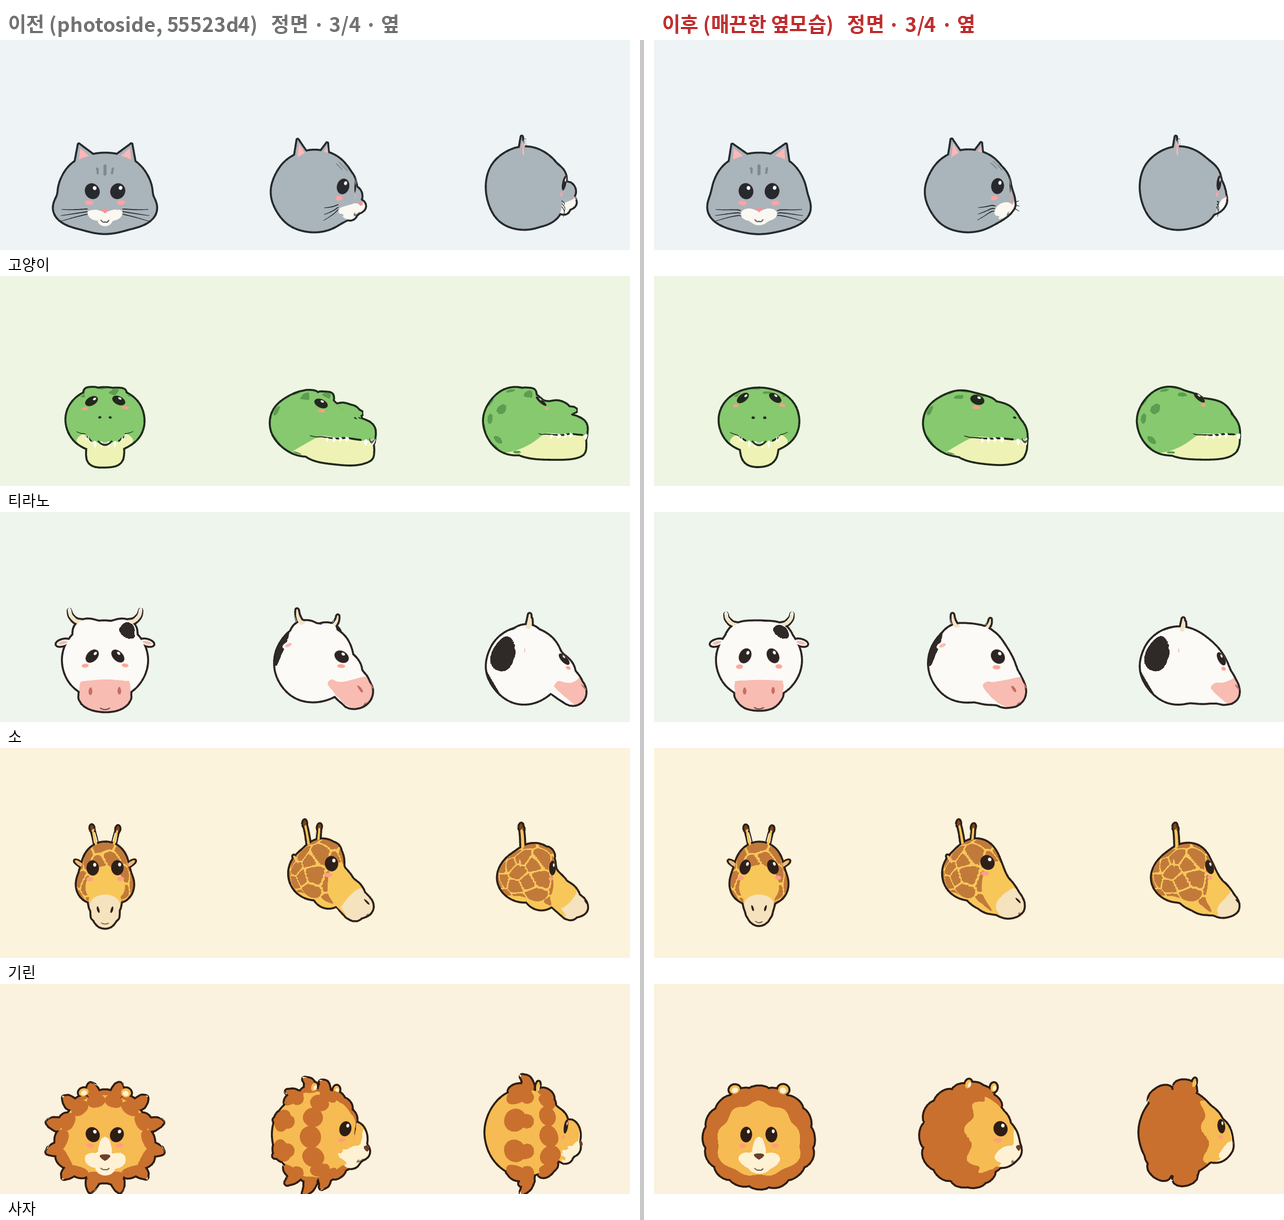 이전 (photoside, 55523d4)   정면 · 3/4 · 옆
이후 (매끈한 옆모습)   정면 · 3/4 · 옆
고양이
티라노
소
기린
사자